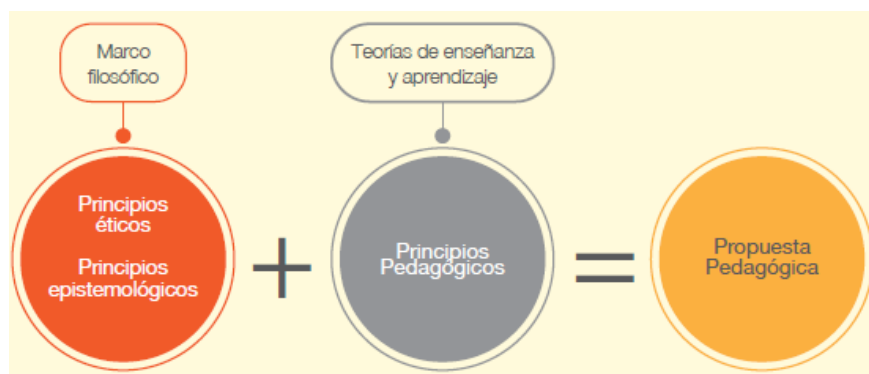 Marco
filosófico
Teorías de enseñanza
y aprendizaje
Principios
éticos
Principios
epistemológicos
+
Principios
Pedagógicos
=
Propuesta
Pedagógica